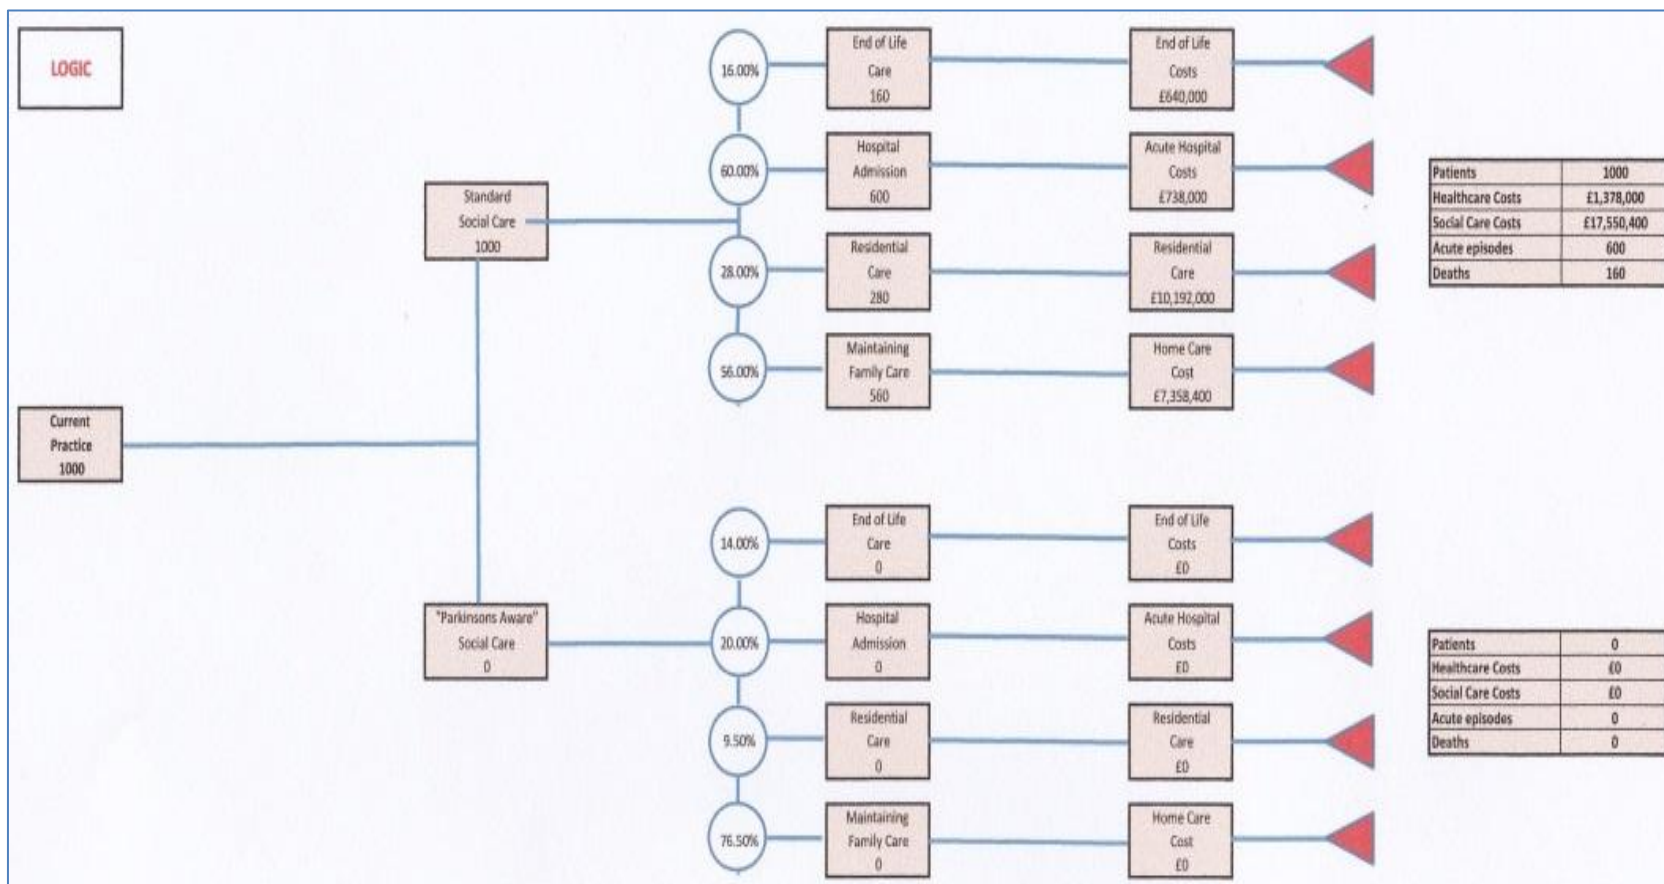 LOGIC
16.00%
End of Life
Care
160
End of Life
Costs
£640,000
60.00%
Hospital
Admission
600
Acute Hospital
Costs
£738,000
Standard
Social Care
1000
28.00%
Residential
Care
280
Residential
Care
£10,192,000
56.00%
Maintaining
Family Care
560
Home Care
Cost
£7,358,400
Patients 1000
Healthcare Costs £1,378,000
Social Care Costs £17,550,400
Acute episodes 600
Deaths 160
Current
Practice
1000
14.00%
End of Life
Care
0
End of Life
Costs
£0
"Parkinsons Aware"
Social Care
0
20.00%
Hospital
Admission
0
Acute Hospital
Costs
£0
9.50%
Residential
Care
0
Residential
Care
£0
76.50%
Maintaining
Family Care
0
Home Care
Cost
£0
Patients 0
Healthcare Costs £0
Social Care Costs £0
Acute episodes 0
Deaths 0